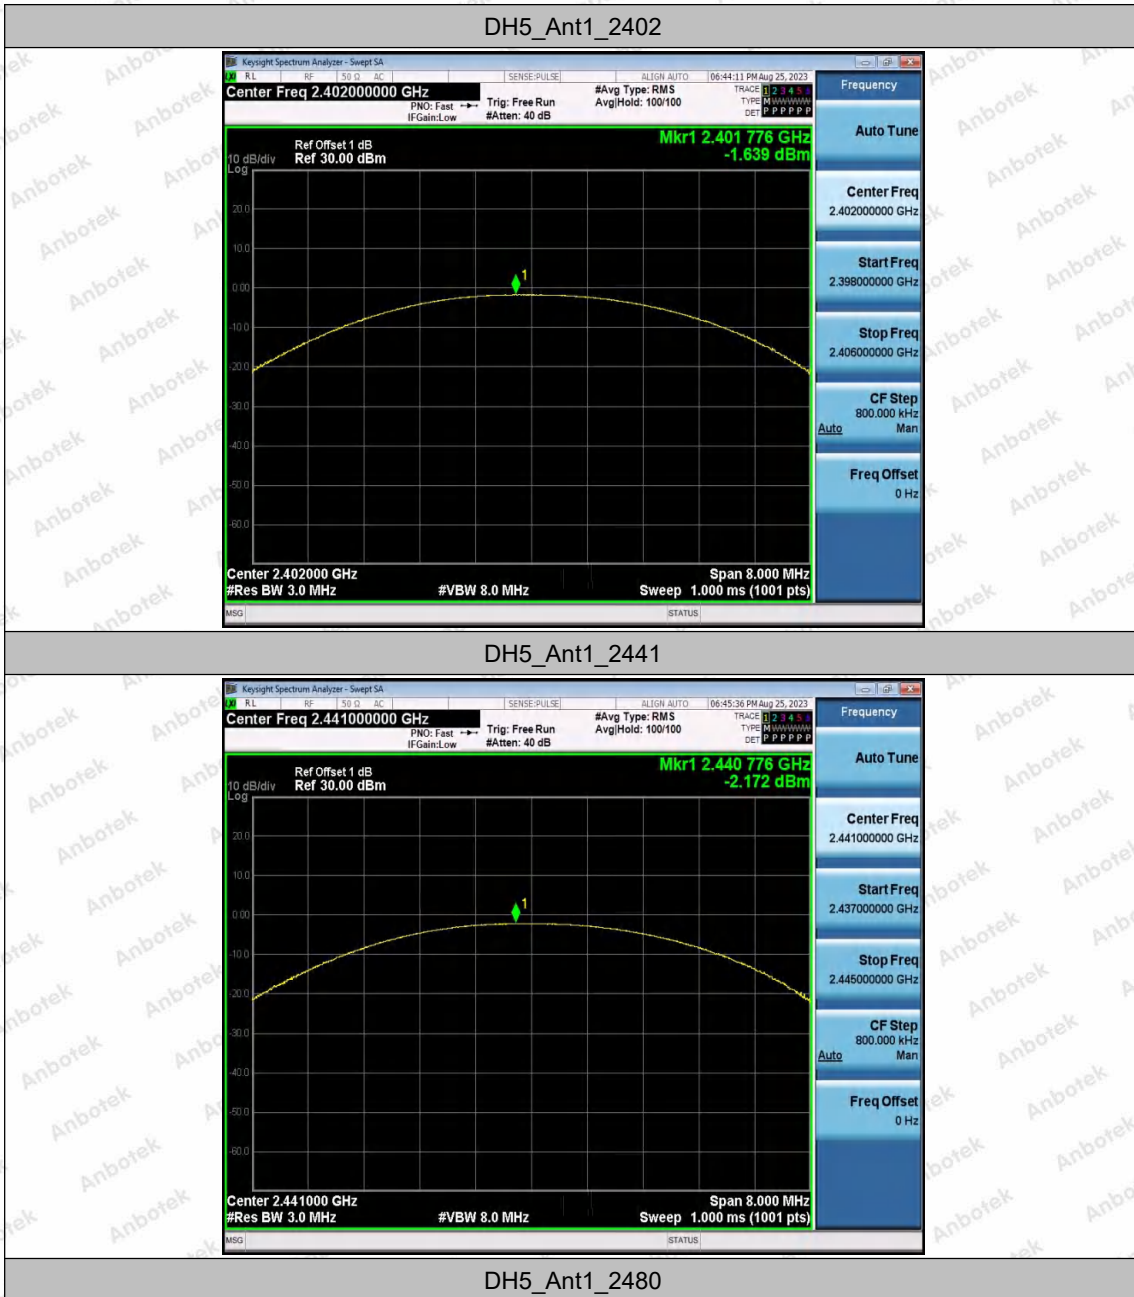 DH5_Ant1_2402
Keysight Spectrum Analyzer - Swept SA
RL RF 50 Ω AC SENSE:PULSE ALIGN AUTO 06:44:11 PM Aug 25, 2023
Center Freq 2.402000000 GHz
PNO: Fast
IFGain:Low
Trig: Free Run
#Atten: 40 dB
#Avg Type: RMS
Avg|Hold: 100/100
TRACE 1 2 3 4 5
TYPE M
DET P P P P P P
Ref Offset 1 dB
Ref 30.00 dBm
10 dB/div
Log
Mkr1 2.401 776 GHz
-1.639 dBm
20.0
10.0
0.00
-10.0
-20.0
-30.0
-40.0
-50.0
-60.0
1
Center 2.402000 GHz
Span 8.000 MHz
#Res BW 3.0 MHz
#VBW 8.0 MHz
Sweep 1.000 ms (1001 pts)
MSG
STATUS
Frequency
Auto Tune
Center Freq
2.402000000 GHz
Start Freq
2.398000000 GHz
Stop Freq
2.406000000 GHz
CF Step
800.000 kHz
Auto Man
Freq Offset
0 Hz
DH5_Ant1_2441
Keysight Spectrum Analyzer - Swept SA
RL RF 50 Ω AC SENSE:PULSE ALIGN AUTO 06:45:36 PM Aug 25, 2023
Center Freq 2.441000000 GHz
PNO: Fast
IFGain:Low
Trig: Free Run
#Atten: 40 dB
#Avg Type: RMS
Avg|Hold: 100/100
TRACE 1 2 3 4 5
TYPE M
DET P P P P P P
Ref Offset 1 dB
Ref 30.00 dBm
10 dB/div
Log
Mkr1 2.440 776 GHz
-2.172 dBm
20.0
10.0
0.00
-10.0
-20.0
-30.0
-40.0
-50.0
-60.0
1
Center 2.441000 GHz
Span 8.000 MHz
#Res BW 3.0 MHz
#VBW 8.0 MHz
Sweep 1.000 ms (1001 pts)
MSG
STATUS
Frequency
Auto Tune
Center Freq
2.441000000 GHz
Start Freq
2.437000000 GHz
Stop Freq
2.445000000 GHz
CF Step
800.000 kHz
Auto Man
Freq Offset
0 Hz
DH5_Ant1_2480
Anbotek